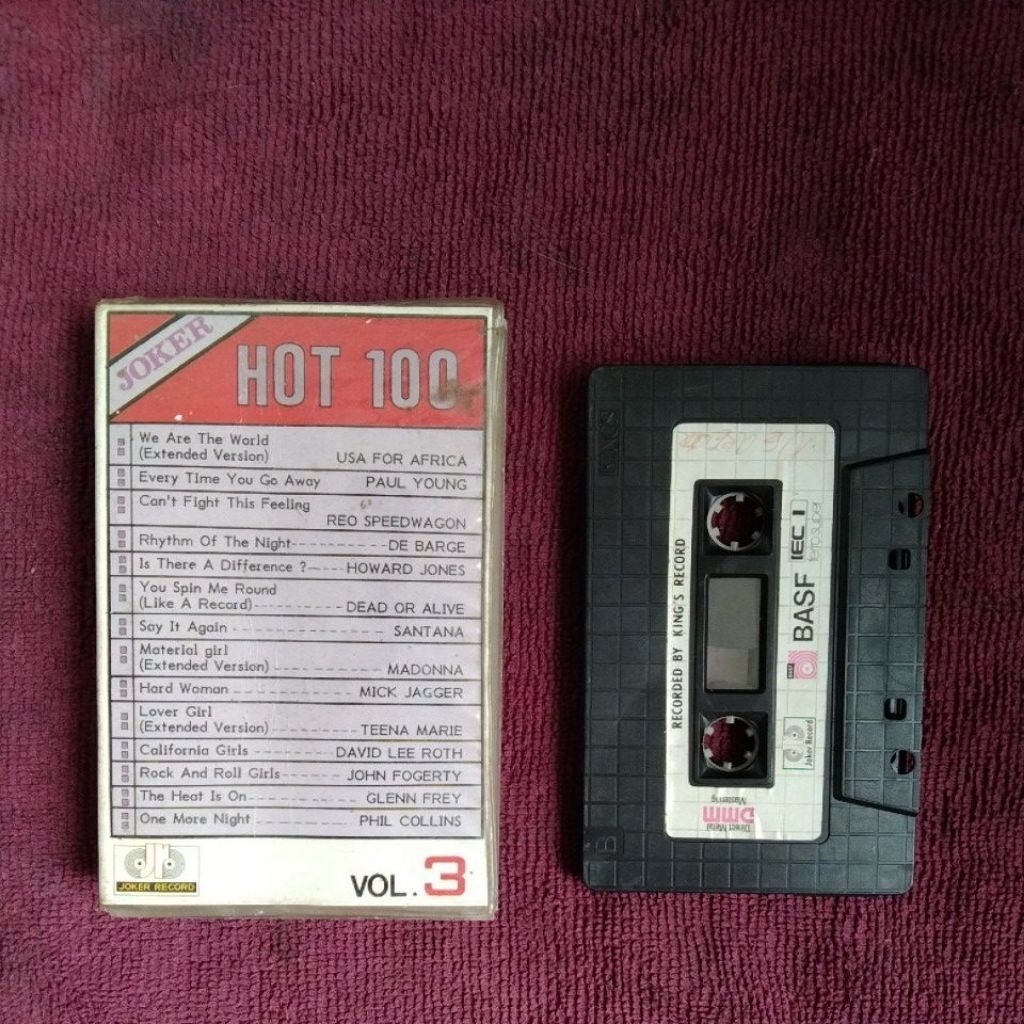 JOKER
HOT 100
We Are The World
(Extended Version) USA FOR AFRICA
Every Time You Go Away PAUL YOUNG
Can't Fight This Feeling
REO SPEEDWAGON
Rhythm Of The Night----------DE BARGE
Is There A Difference ?-----HOWARD JONES
You Spin Me Round
(Like A Record)------------DEAD OR ALIVE
Say It Again ------------------ SANTANA
Material girl
(Extended Version) ------------ MADONNA
Hard Woman --------------- MICK JAGGER
Lover Girl
(Extended Version) --------- TEENA MARIE
California Girls --------- DAVID LEE ROTH
Rock And Roll Girls------- JOHN FOGERTY
The Heat Is On------------- GLENN FREY
One More Night --------- PHIL COLLINS
JOKER RECORD
VOL. 3
RECORDED BY KING'S RECORD
BASF IEC I
ferro super
BASF
Joker Record
Direct Metal
dmm
Mastering
B